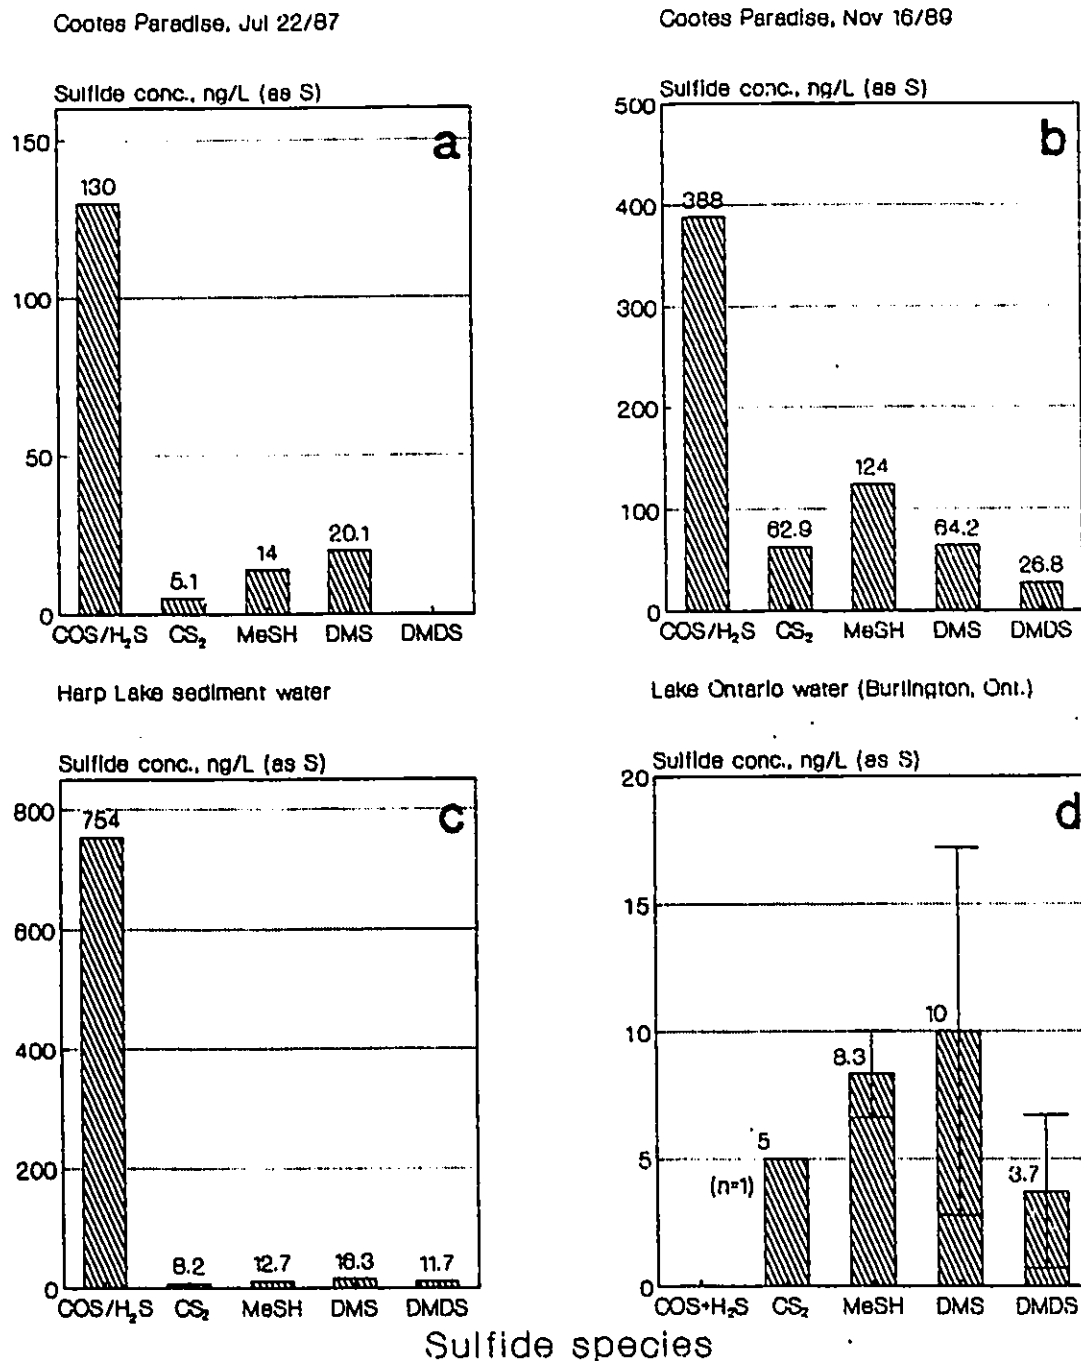 Cootes Paradise, Jul 22/87
Sulfide conc., ng/L (as S)
a
150
100
50
0
130
5.1
14
20.1
COS/H₂S CS₂ MeSH DMS DMDS
Cootes Paradise, Nov 16/89
Sulfide conc., ng/L (as S)
b
500
400
300
200
100
0
388
62.9
124
64.2
26.8
COS/H₂S CS₂ MeSH DMS DMDS
Harp Lake sediment water
Sulfide conc., ng/L (as S)
c
800
600
400
200
0
754
8.2
12.7
16.3
11.7
COS/H₂S CS₂ MeSH DMS DMDS
Lake Ontario water (Burlington, Ont.)
Sulfide conc., ng/L (as S)
d
20
15
10
5
0
5
(n=1)
8.3
10
3.7
COS+H₂S CS₂ MeSH DMS DMDS
Sulfide species